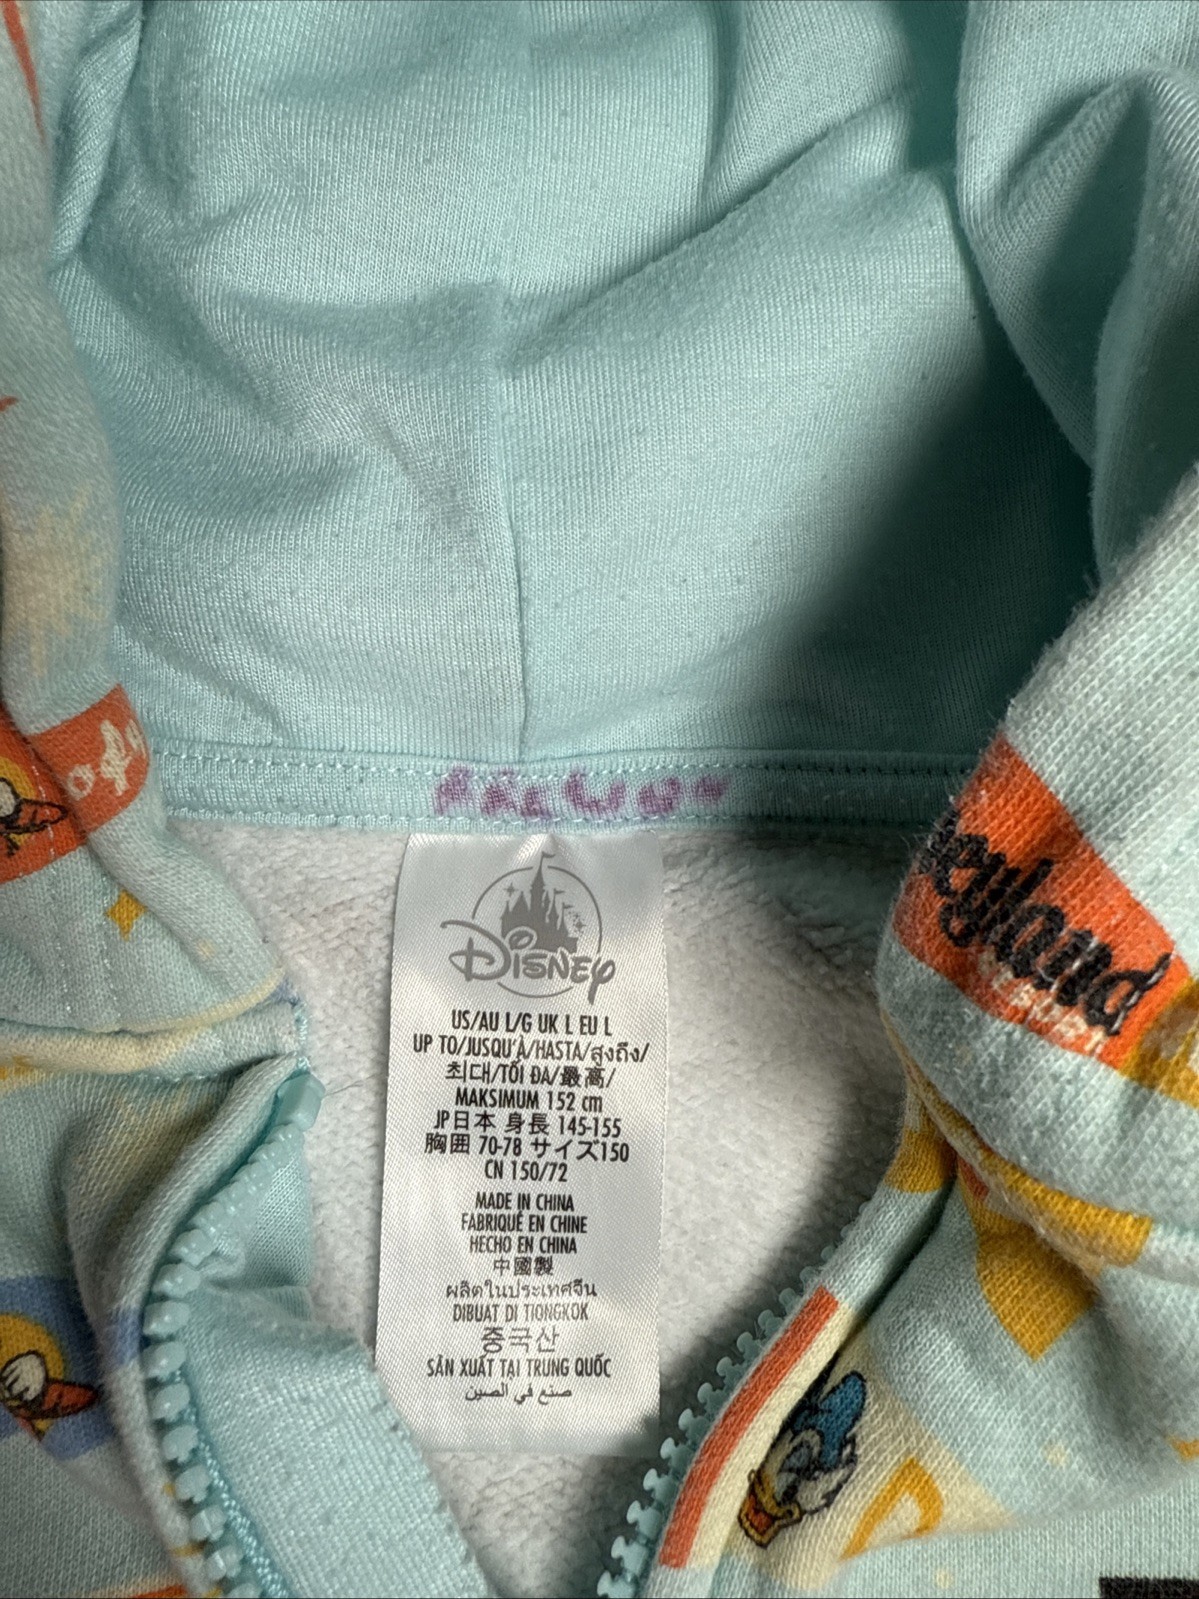 Disney
US/AU L/G UK L EU L
UP TO/JUSQU'À/HASTA/สูงถึง/
최대/TỐI ĐA/最高/
MAKSIMUM 152 cm
JP日本 身長 145-155
胸囲 70-78 サイズ150
CN 150/72
MADE IN CHINA
FABRIQUÉ EN CHINE
HECHO EN CHINA
中國製
ผลิตในประเทศจีน
DIBUAT DI TIONGKOK
중국산
SẢN XUẤT TẠI TRUNG QUỐC
صنع في الصين
eyland